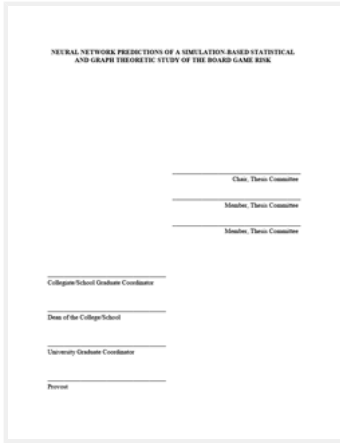 NEURAL NETWORK PREDICTIONS OF A SIMULATION-BASED STATISTICAL
AND GRAPH THEORETIC STUDY OF THE BOARD GAME RISK
Chair, Thesis Committee
Member, Thesis Committee
Member, Thesis Committee
Collegiate/School Graduate Coordinator
Dean of the College/School
University Graduate Coordinator
Provost